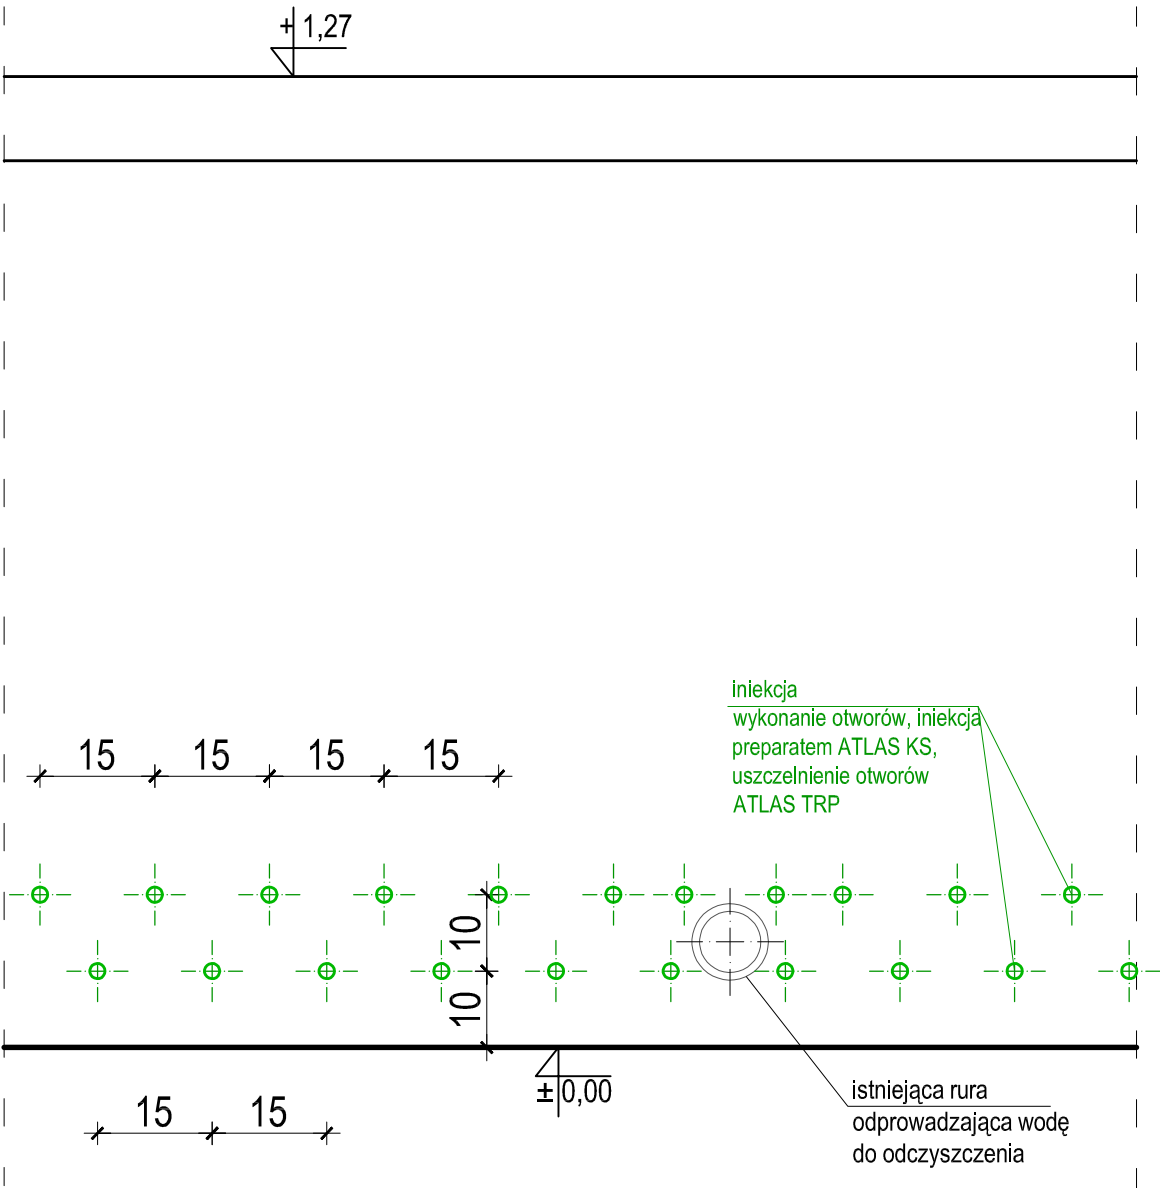 + 1,27
iniekcja
wykonanie otworów, iniekcja
preparatem ATLAS KS,
uszczelnienie otworów
ATLAS TRP
15 15 15 15
10
10
± 0,00
istniejąca rura
odprowadzająca wodę
do odczyszczenia
15 15